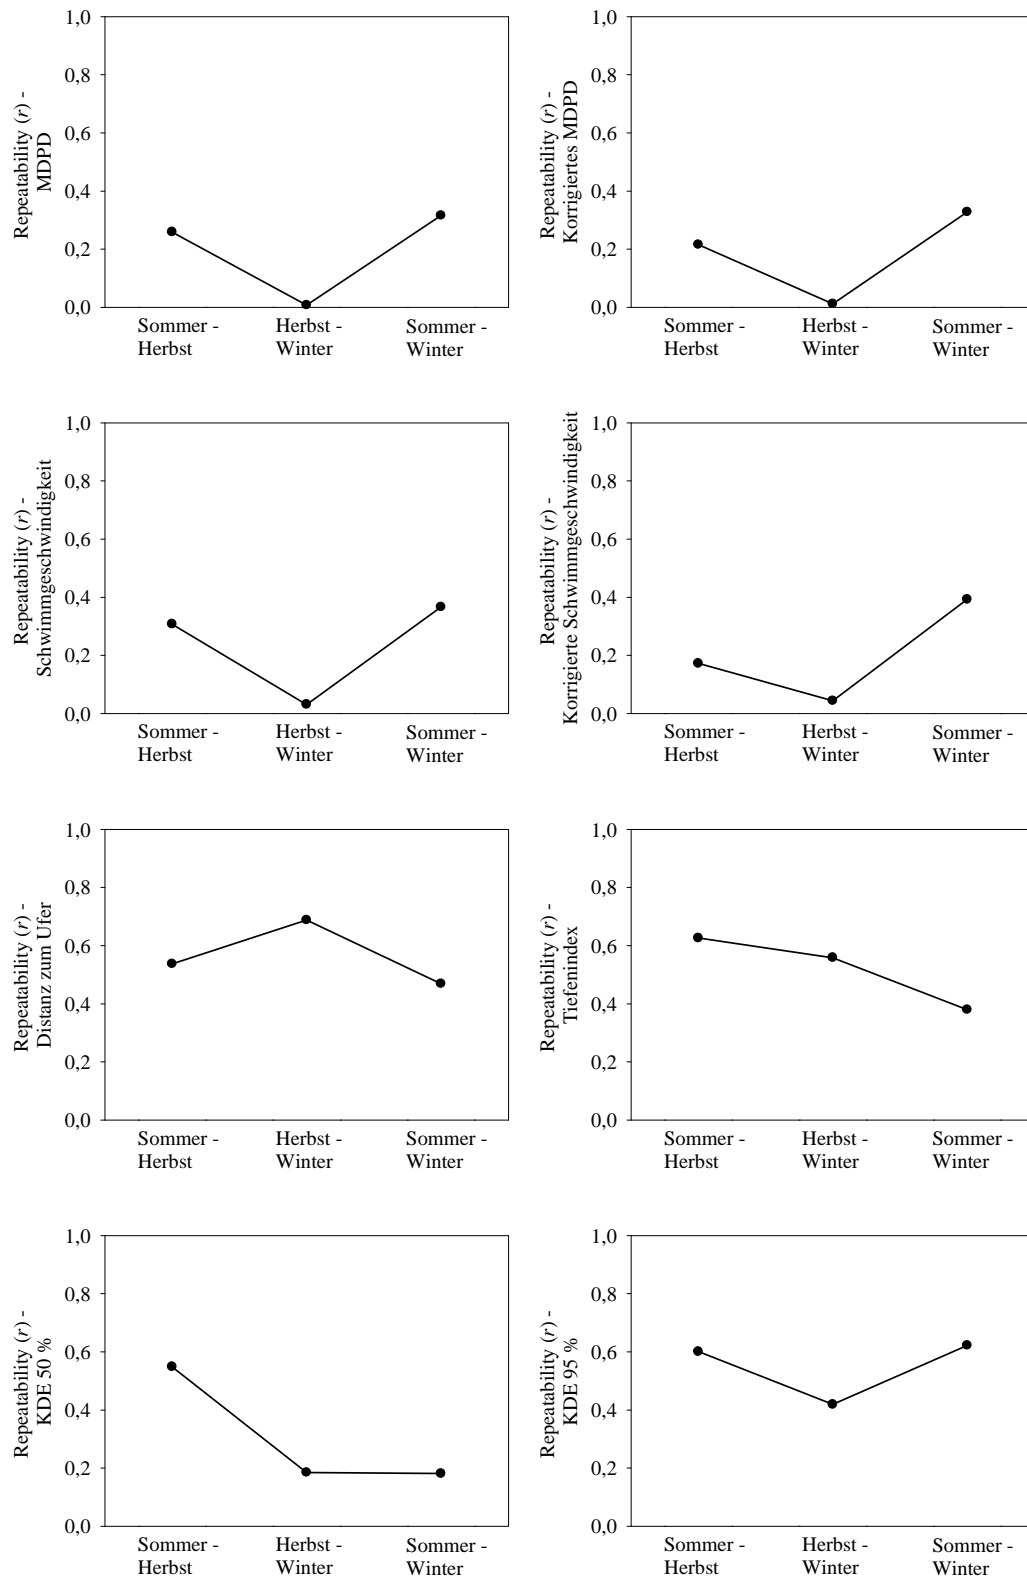 Repeatability (r) -
MDPD
1,0
0,8
0,6
0,4
0,2
0,0
Sommer -
Herbst
Herbst -
Winter
Sommer -
Winter
Repeatability (r) -
Korrigiertes MDPD
1,0
0,8
0,6
0,4
0,2
0,0
Sommer -
Herbst
Herbst -
Winter
Sommer -
Winter
Repeatability (r) -
Schwimmgeschwindigkeit
1,0
0,8
0,6
0,4
0,2
0,0
Sommer -
Herbst
Herbst -
Winter
Sommer -
Winter
Repeatability (r) -
Korrigierte Schwimmgeschwindigkeit
1,0
0,8
0,6
0,4
0,2
0,0
Sommer -
Herbst
Herbst -
Winter
Sommer -
Winter
Repeatability (r) -
Distanz zum Ufer
1,0
0,8
0,6
0,4
0,2
0,0
Sommer -
Herbst
Herbst -
Winter
Sommer -
Winter
Repeatability (r) -
Tiefenindex
1,0
0,8
0,6
0,4
0,2
0,0
Sommer -
Herbst
Herbst -
Winter
Sommer -
Winter
Repeatability (r) -
KDE 50 %
1,0
0,8
0,6
0,4
0,2
0,0
Sommer -
Herbst
Herbst -
Winter
Sommer -
Winter
Repeatability (r) -
KDE 95 %
1,0
0,8
0,6
0,4
0,2
0,0
Sommer -
Herbst
Herbst -
Winter
Sommer -
Winter